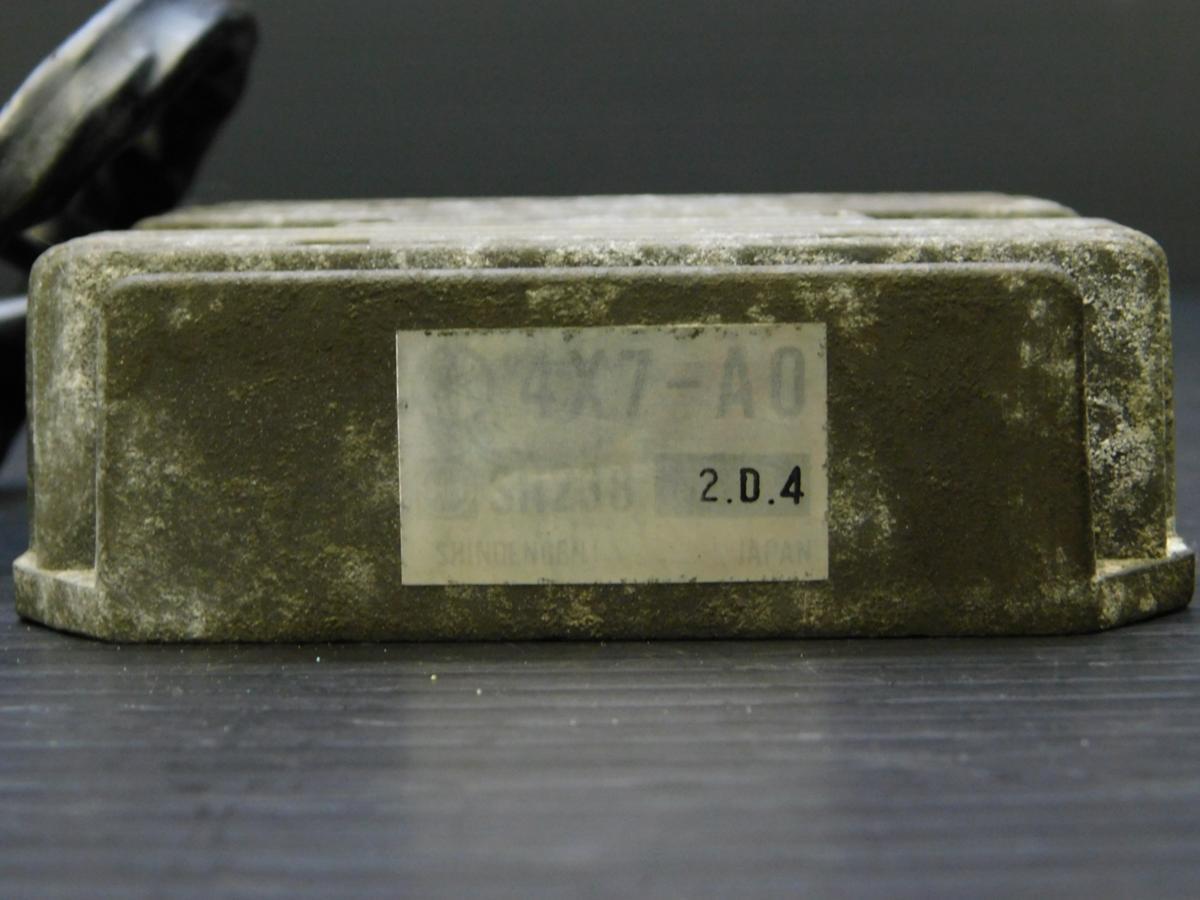 4X7-A0
SH238 2.D.4
SHINDENGEN JAPAN